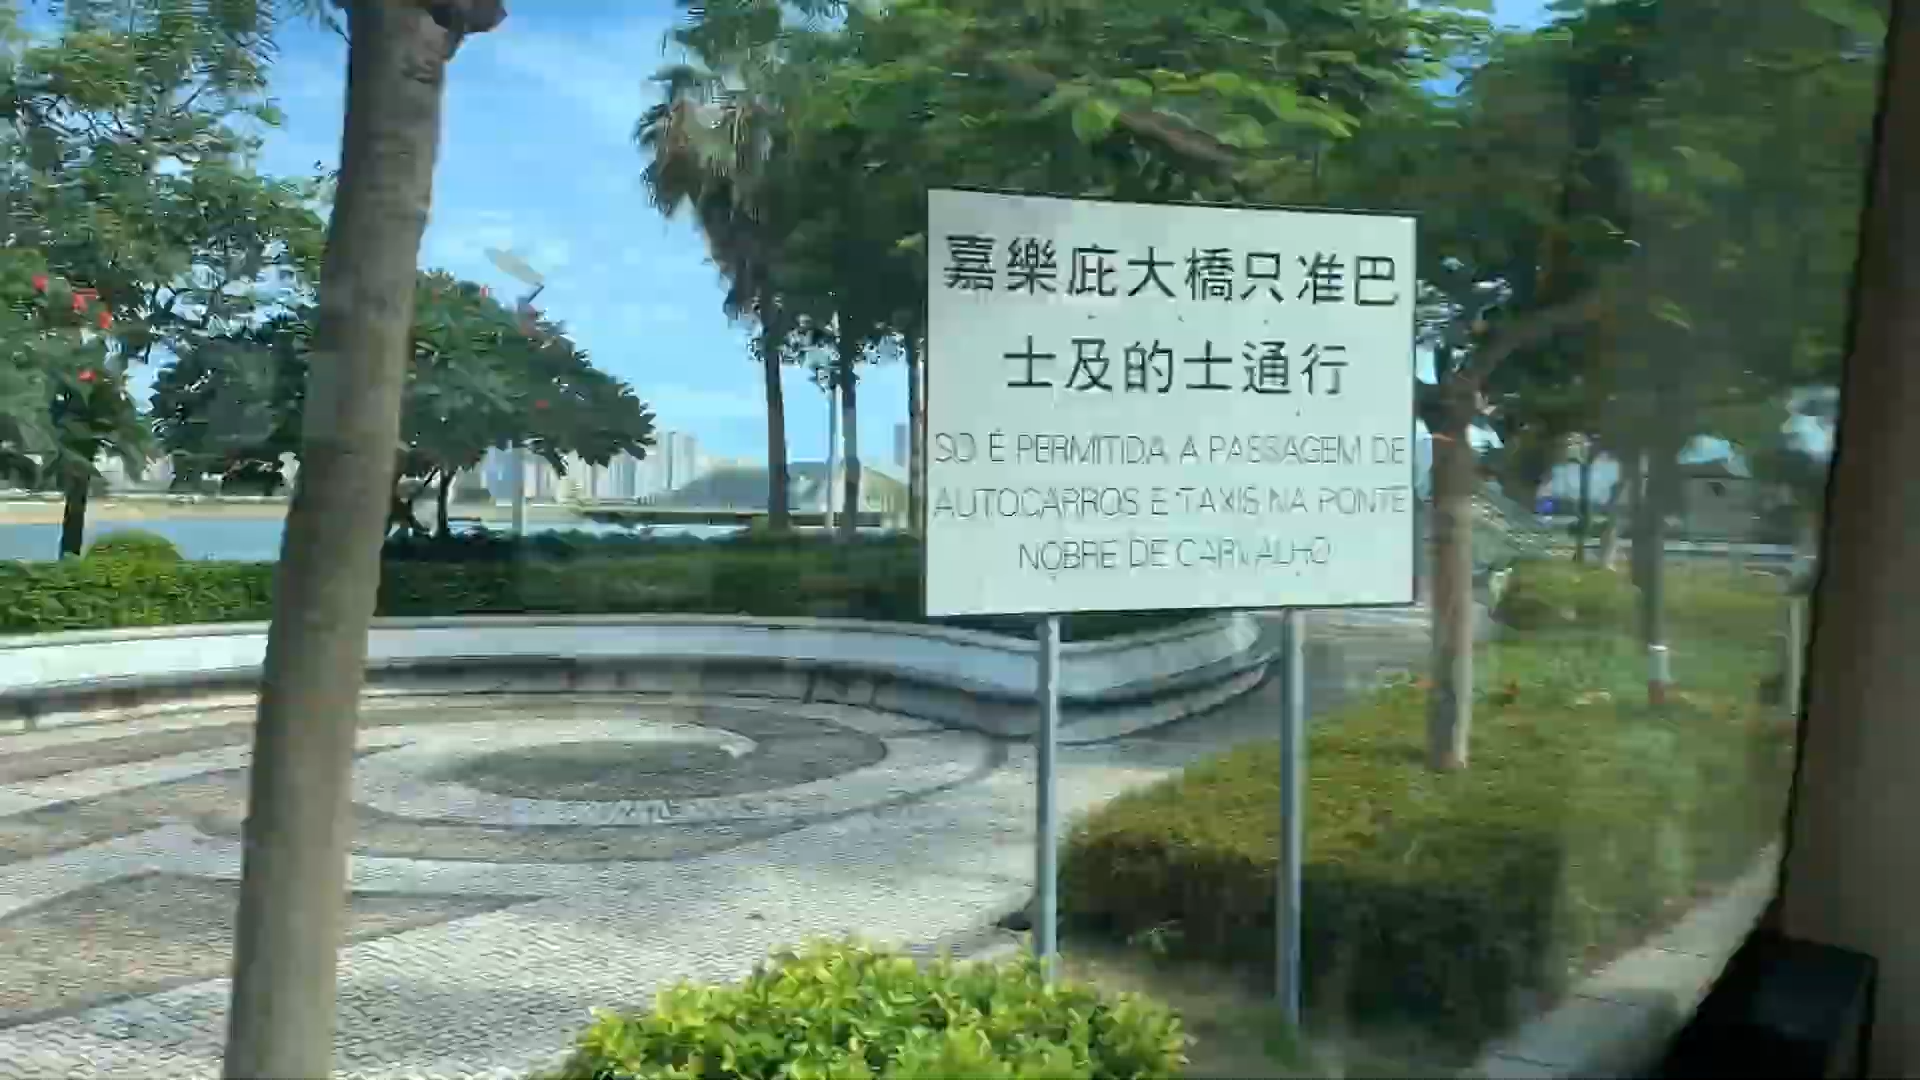 嘉樂庇大橋只准巴
士及的士通行
SÓ É PERMITIDA A PASSAGEM DE
AUTOCARROS E TAXIS NA PONTE
NOBRE DE CARVALHO